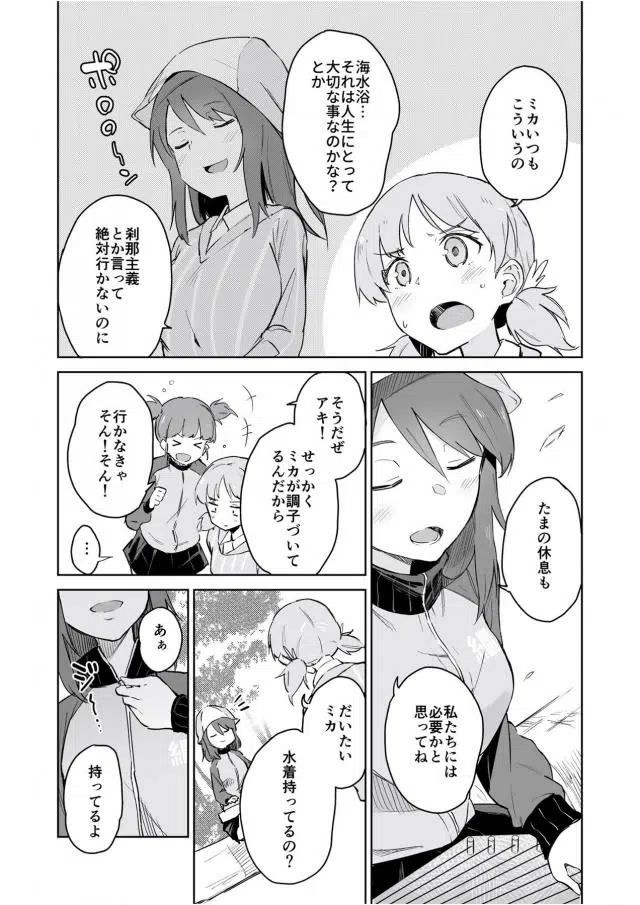 ミカいつも
こういうの
海水浴…
それは人生にとって
大切な事なのかな?
とか
ポロロ〜ン
刹那主義
とか言って
絶対行かないのに
たまの休息も
私たちには
必要かと
思ってね
そうだぜ
アキ!
せっかく
ミカが調子づいて
るんだから
行かなきゃ
そん!そん!
…
だいたい
ミカ
水着持ってるの?
あぁ
ジ…
持ってるよ